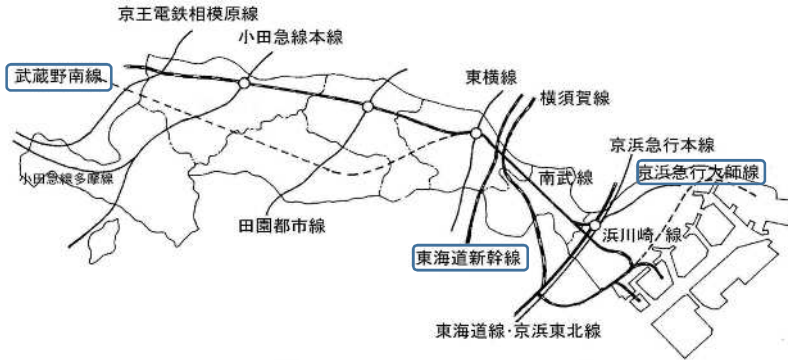 京王電鉄相模原線
小田急線本線
武蔵野南線
東横線
横須賀線
京浜急行本線
京浜急行大師線
小田急線多摩線
南武線
田園都市線
浜川崎 線
東海道新幹線
東海道線・京浜東北線